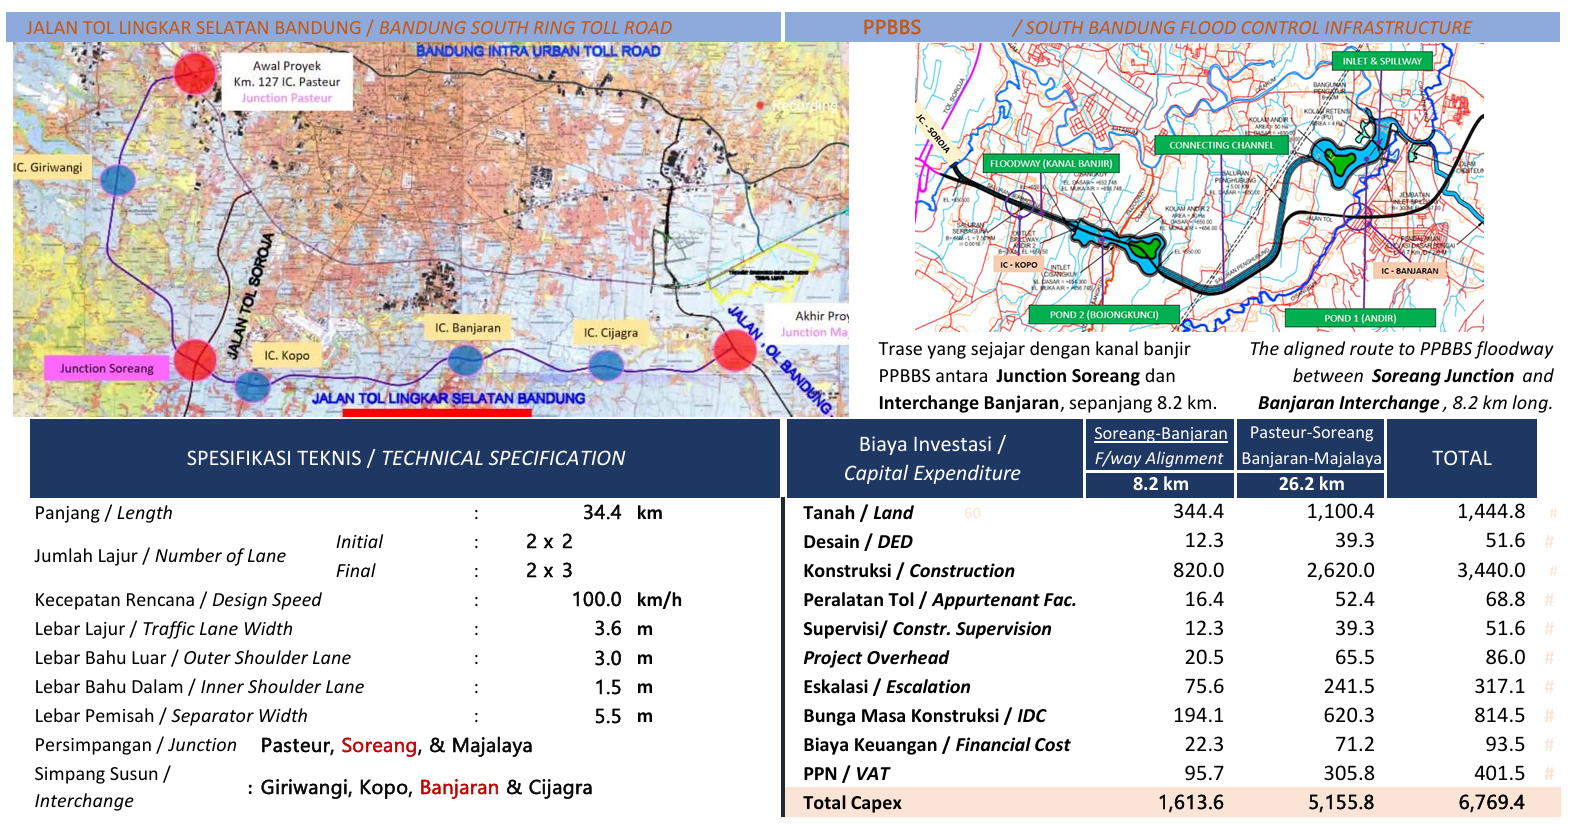 JALAN TOL LINGKAR SELATAN BANDUNG / BANDUNG SOUTH RING TOLL ROAD
PPBBS / SOUTH BANDUNG FLOOD CONTROL INFRASTRUCTURE
BANDUNG INTRA URBAN TOLL ROAD
Awal Proyek
Km. 127 IC. Pasteur
Junction Pasteur
Recording
IC. Giriwangi
JALAN TOL SOROJA
IC. Banjaran
IC. Cijagra
IC. Kopo
Junction Soreang
Akhir Proy
Junction Maj
JALAN TOL LINGKAR SELATAN BANDUNG
INLET & SPILLWAY
TOL SOROJA
IC - SOROJA
CONNECTING CHANNEL
FLOODWAY (KANAL BANJIR)
IC - KOPO
IC - BANJARAN
POND 2 (BOJONGKUNCI)
POND 1 (ANDIR)
KOLAM ANDIR 1
KOLAM ANDIR 2
SALURAN PENGHUBUNG
JALAN TOL
Trase yang sejajar dengan kanal banjir
PPBBS antara Junction Soreang dan
Interchange Banjaran, sepanjang 8.2 km.
The aligned route to PPBBS floodway
between Soreang Junction and
Banjaran Interchange , 8.2 km long.
SPESIFIKASI TEKNIS / TECHNICAL SPECIFICATION
Panjang / Length : 34.4 km
Jumlah Lajur / Number of Lane
Initial : 2 x 2
Final : 2 x 3
Kecepatan Rencana / Design Speed : 100.0 km/h
Lebar Lajur / Traffic Lane Width : 3.6 m
Lebar Bahu Luar / Outer Shoulder Lane : 3.0 m
Lebar Bahu Dalam / Inner Shoulder Lane : 1.5 m
Lebar Pemisah / Separator Width : 5.5 m
Persimpangan / Junction Pasteur, Soreang, & Majalaya
Simpang Susun /
Interchange : Giriwangi, Kopo, Banjaran & Cijagra
Biaya Investasi /
Capital Expenditure
Soreang-Banjaran
F/way Alignment
8.2 km
Pasteur-Soreang
Banjaran-Majalaya
26.2 km
TOTAL
Tanah / Land 60 344.4 1,100.4 1,444.8 #
Desain / DED 12.3 39.3 51.6 #
Konstruksi / Construction 820.0 2,620.0 3,440.0 #
Peralatan Tol / Appurtenant Fac. 16.4 52.4 68.8 #
Supervisi/ Constr. Supervision 12.3 39.3 51.6 #
Project Overhead 20.5 65.5 86.0 #
Eskalasi / Escalation 75.6 241.5 317.1 #
Bunga Masa Konstruksi / IDC 194.1 620.3 814.5 #
Biaya Keuangan / Financial Cost 22.3 71.2 93.5 #
PPN / VAT 95.7 305.8 401.5 #
Total Capex 1,613.6 5,155.8 6,769.4